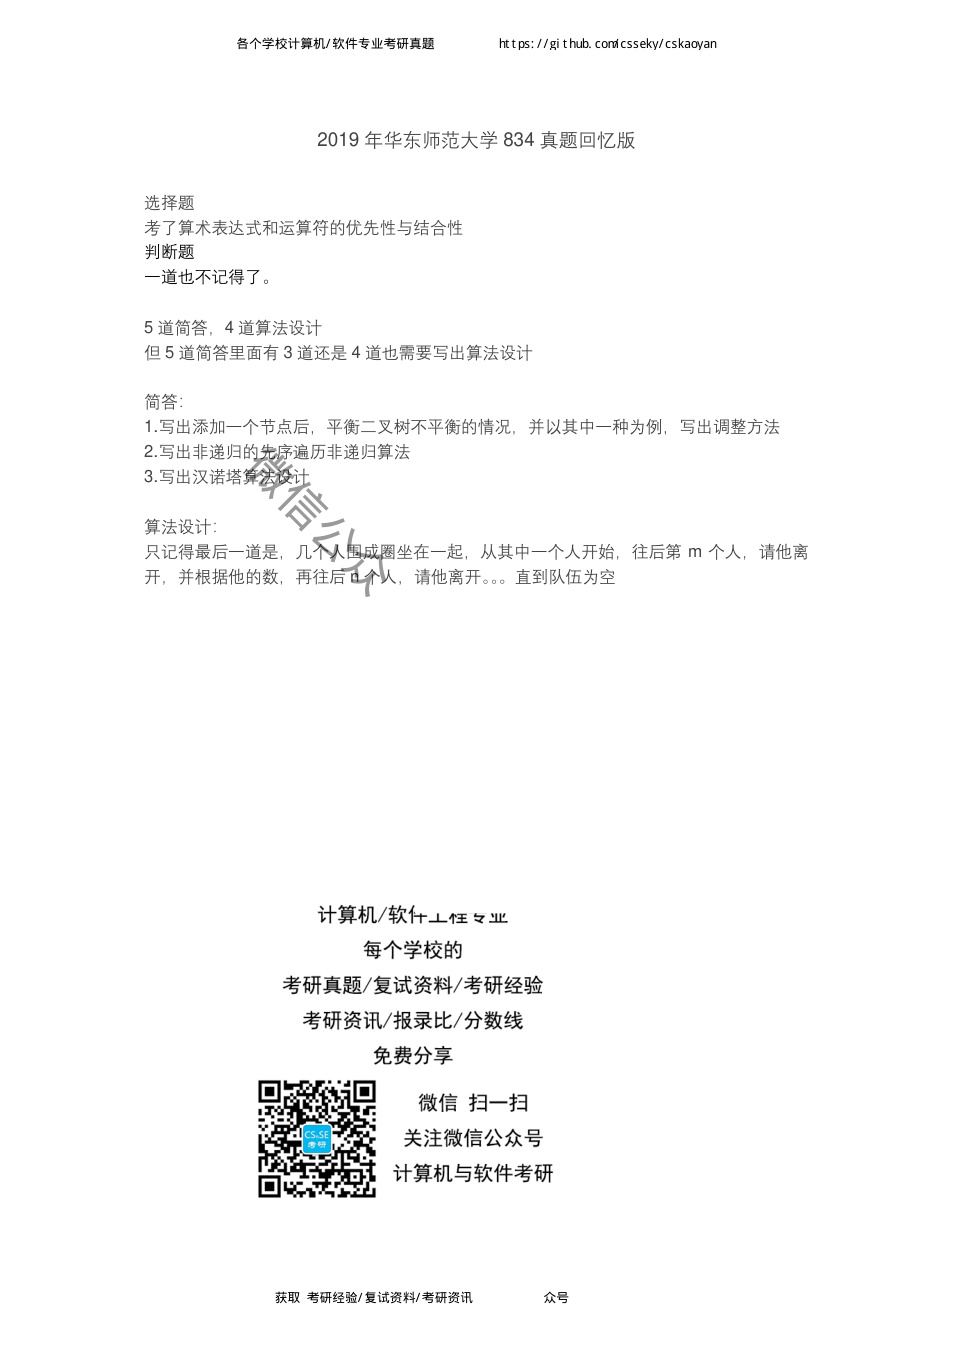 各个学校计算机/软件专业考研真题 https://github.com/csseky/cskaoyan
2019 年华东师范大学 834 真题回忆版
选择题
考了算术表达式和运算符的优先性与结合性
判断题
一道也不记得了。
5 道简答，4 道算法设计
但 5 道简答里面有 3 道还是 4 道也需要写出算法设计
简答：
1.写出添加一个节点后，平衡二叉树不平衡的情况，并以其中一种为例，写出调整方法
2.写出非递归的先序遍历非递归算法
3.写出汉诺塔算法设计
算法设计：
只记得最后一道是，几个人围成圈坐在一起，从其中一个人开始，往后第 m 个人，请他离
开，并根据他的数，再往后 n 个人，请他离开。。。直到队伍为空
微信公众
计算机/软件工程专业
每个学校的
考研真题/复试资料/考研经验
考研资讯/报录比/分数线
免费分享
CS&SE
考研
微信 扫一扫
关注微信公众号
计算机与软件考研
获取 考研经验/复试资料/考研资讯 众号